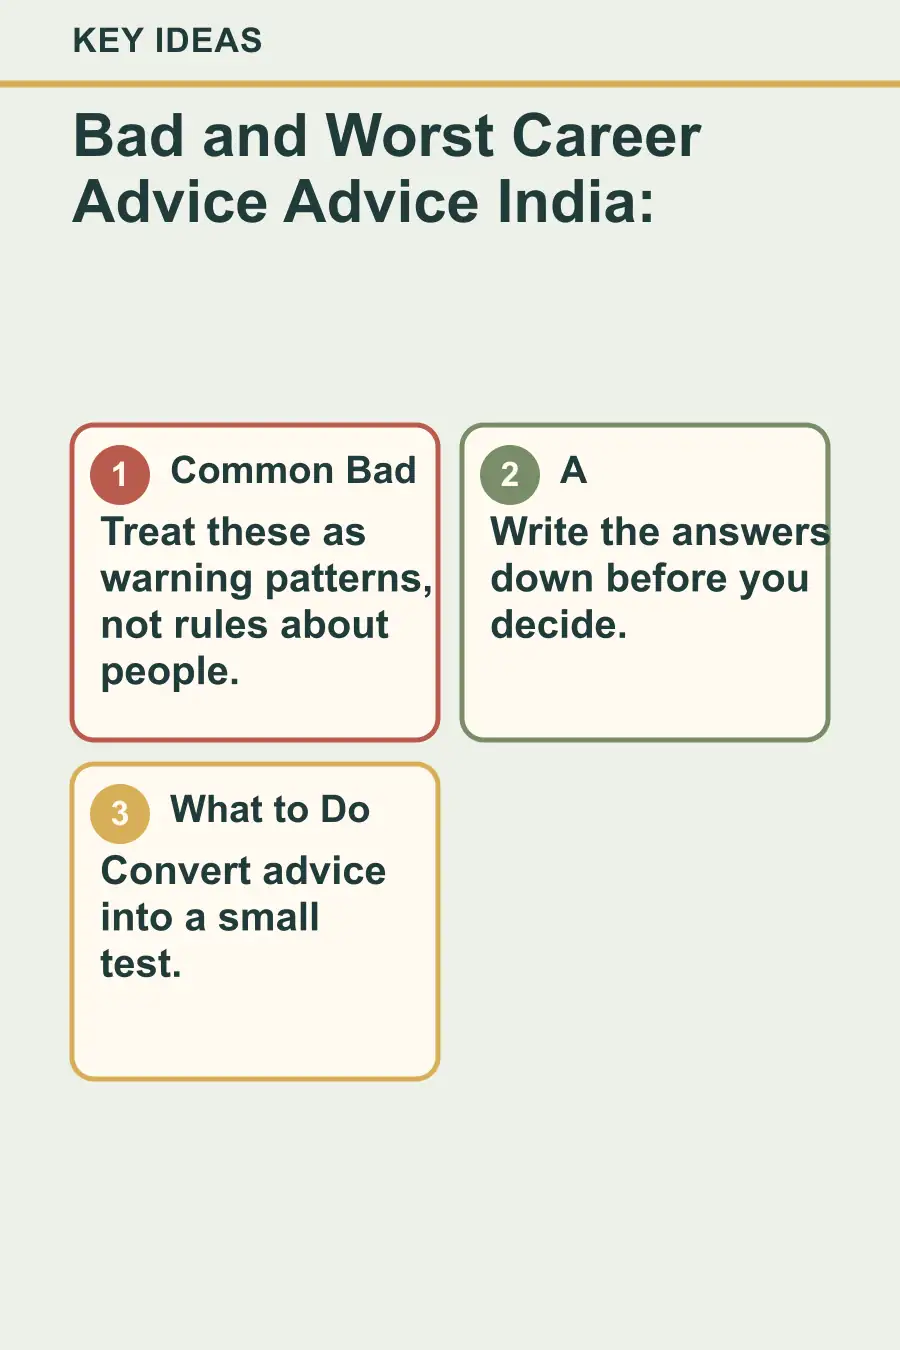 KEY IDEAS
Bad and Worst Career
Advice Advice India:
1 Common Bad
Treat these as
warning patterns,
not rules about
people.
2 A
Write the answers
down before you
decide.
3 What to Do
Convert advice
into a small
test.